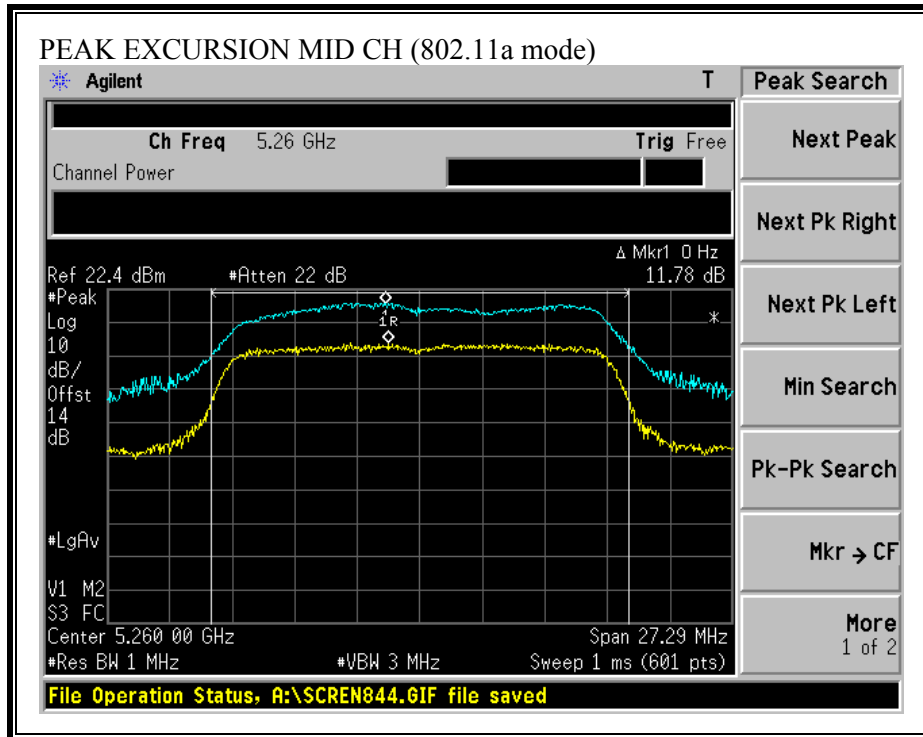 PEAK EXCURSION MID CH (802.11a mode)
Agilent T
Peak Search
Ch Freq 5.26 GHz Trig Free
Channel Power
Next Peak
Next Pk Right
Next Pk Left
Min Search
Pk-Pk Search
Mkr → CF
More
1 of 2
Δ Mkr1 0 Hz
Ref 22.4 dBm #Atten 22 dB 11.78 dB
#Peak
Log
10
dB/
Offst
14
dB
1R
*
#LgAv
V1 M2
S3 FC
Center 5.260 00 GHz Span 27.29 MHz
#Res BW 1 MHz #VBW 3 MHz Sweep 1 ms (601 pts)
File Operation Status, A:\SCREN844.GIF file saved